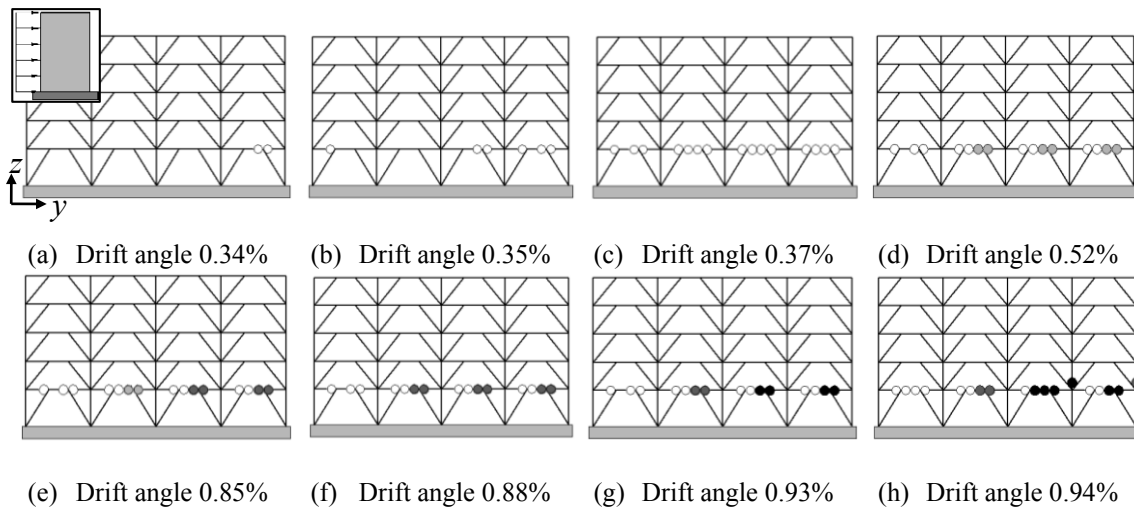 z
y
(a) Drift angle 0.34% (b) Drift angle 0.35% (c) Drift angle 0.37% (d) Drift angle 0.52%
(e) Drift angle 0.85% (f) Drift angle 0.88% (g) Drift angle 0.93% (h) Drift angle 0.94%